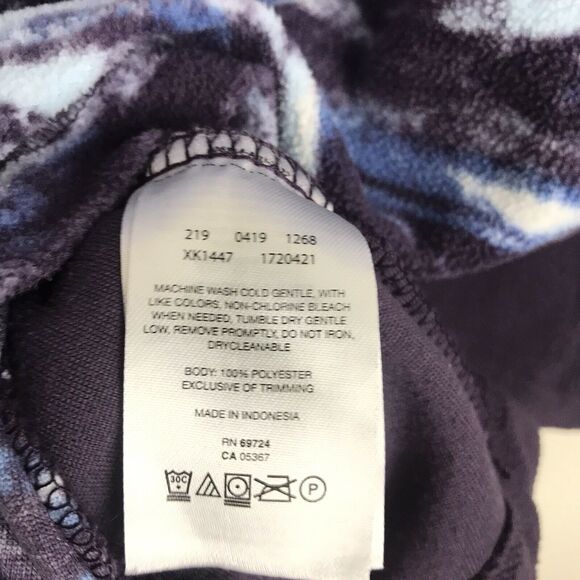 219 0419 1268
XK1447 1720421
MACHINE WASH COLD GENTLE, WITH
LIKE COLORS, NON-CHLORINE BLEACH
WHEN NEEDED, TUMBLE DRY GENTLE
LOW, REMOVE PROMPTLY, DO NOT IRON,
DRYCLEANABLE
BODY: 100% POLYESTER
EXCLUSIVE OF TRIMMING
MADE IN INDONESIA
RN 69724
CA 05367
30C P